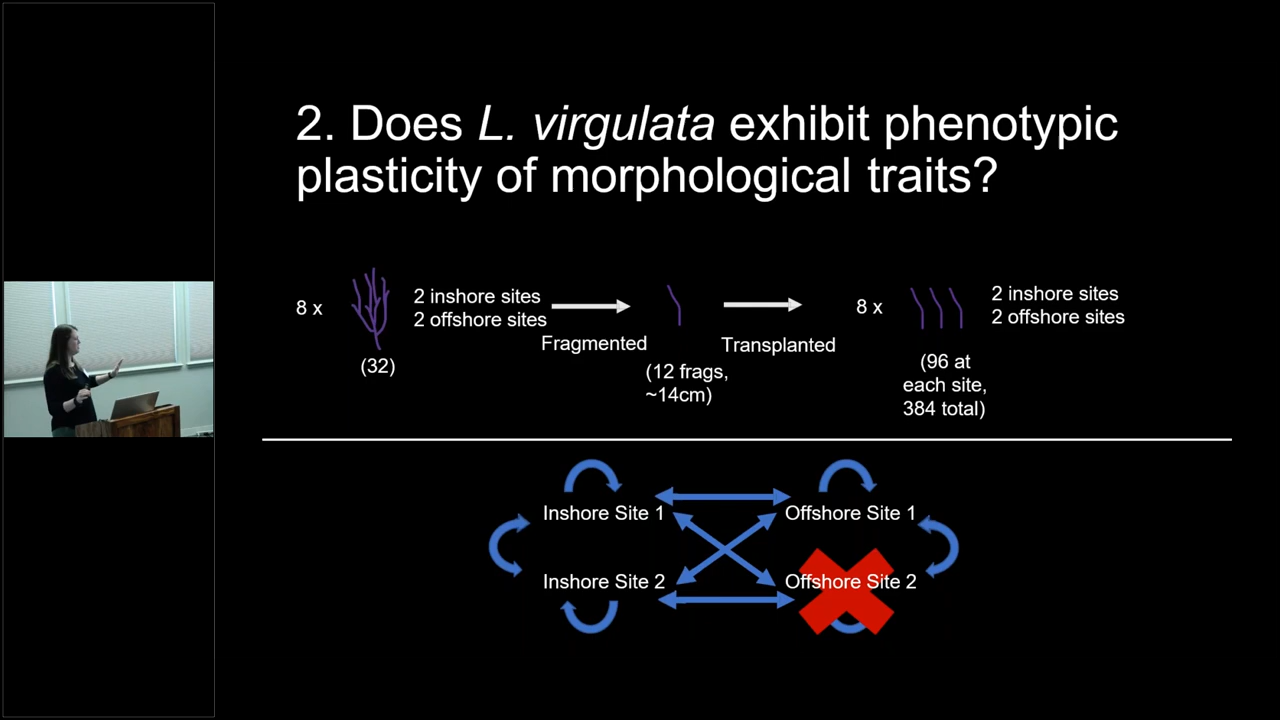 2. Does L. virgulata exhibit phenotypic
plasticity of morphological traits?
8 x
2 inshore sites
2 offshore sites
(32)
Fragmented
(12 frags,
~14cm)
Transplanted
8 x
2 inshore sites
2 offshore sites
(96 at
each site,
384 total)
Inshore Site 1
Offshore Site 1
Inshore Site 2
Offshore Site 2